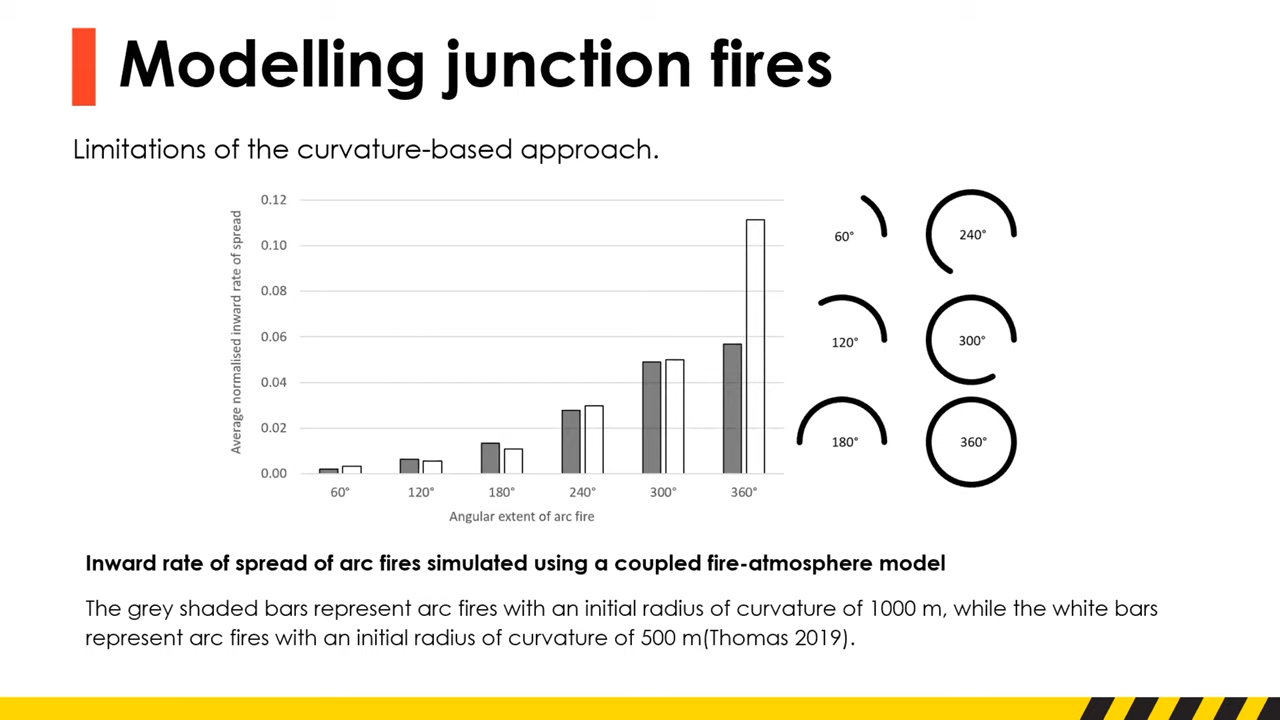 Modelling junction fires
Limitations of the curvature-based approach.
Average normalised inward rate of spread
0.12
0.10
0.08
0.06
0.04
0.02
0.00
60°
120°
180°
240°
300°
360°
Angular extent of arc fire
60°
240°
120°
300°
180°
360°
Inward rate of spread of arc fires simulated using a coupled fire-atmosphere model
The grey shaded bars represent arc fires with an initial radius of curvature of 1000 m, while the white bars
represent arc fires with an initial radius of curvature of 500 m(Thomas 2019).